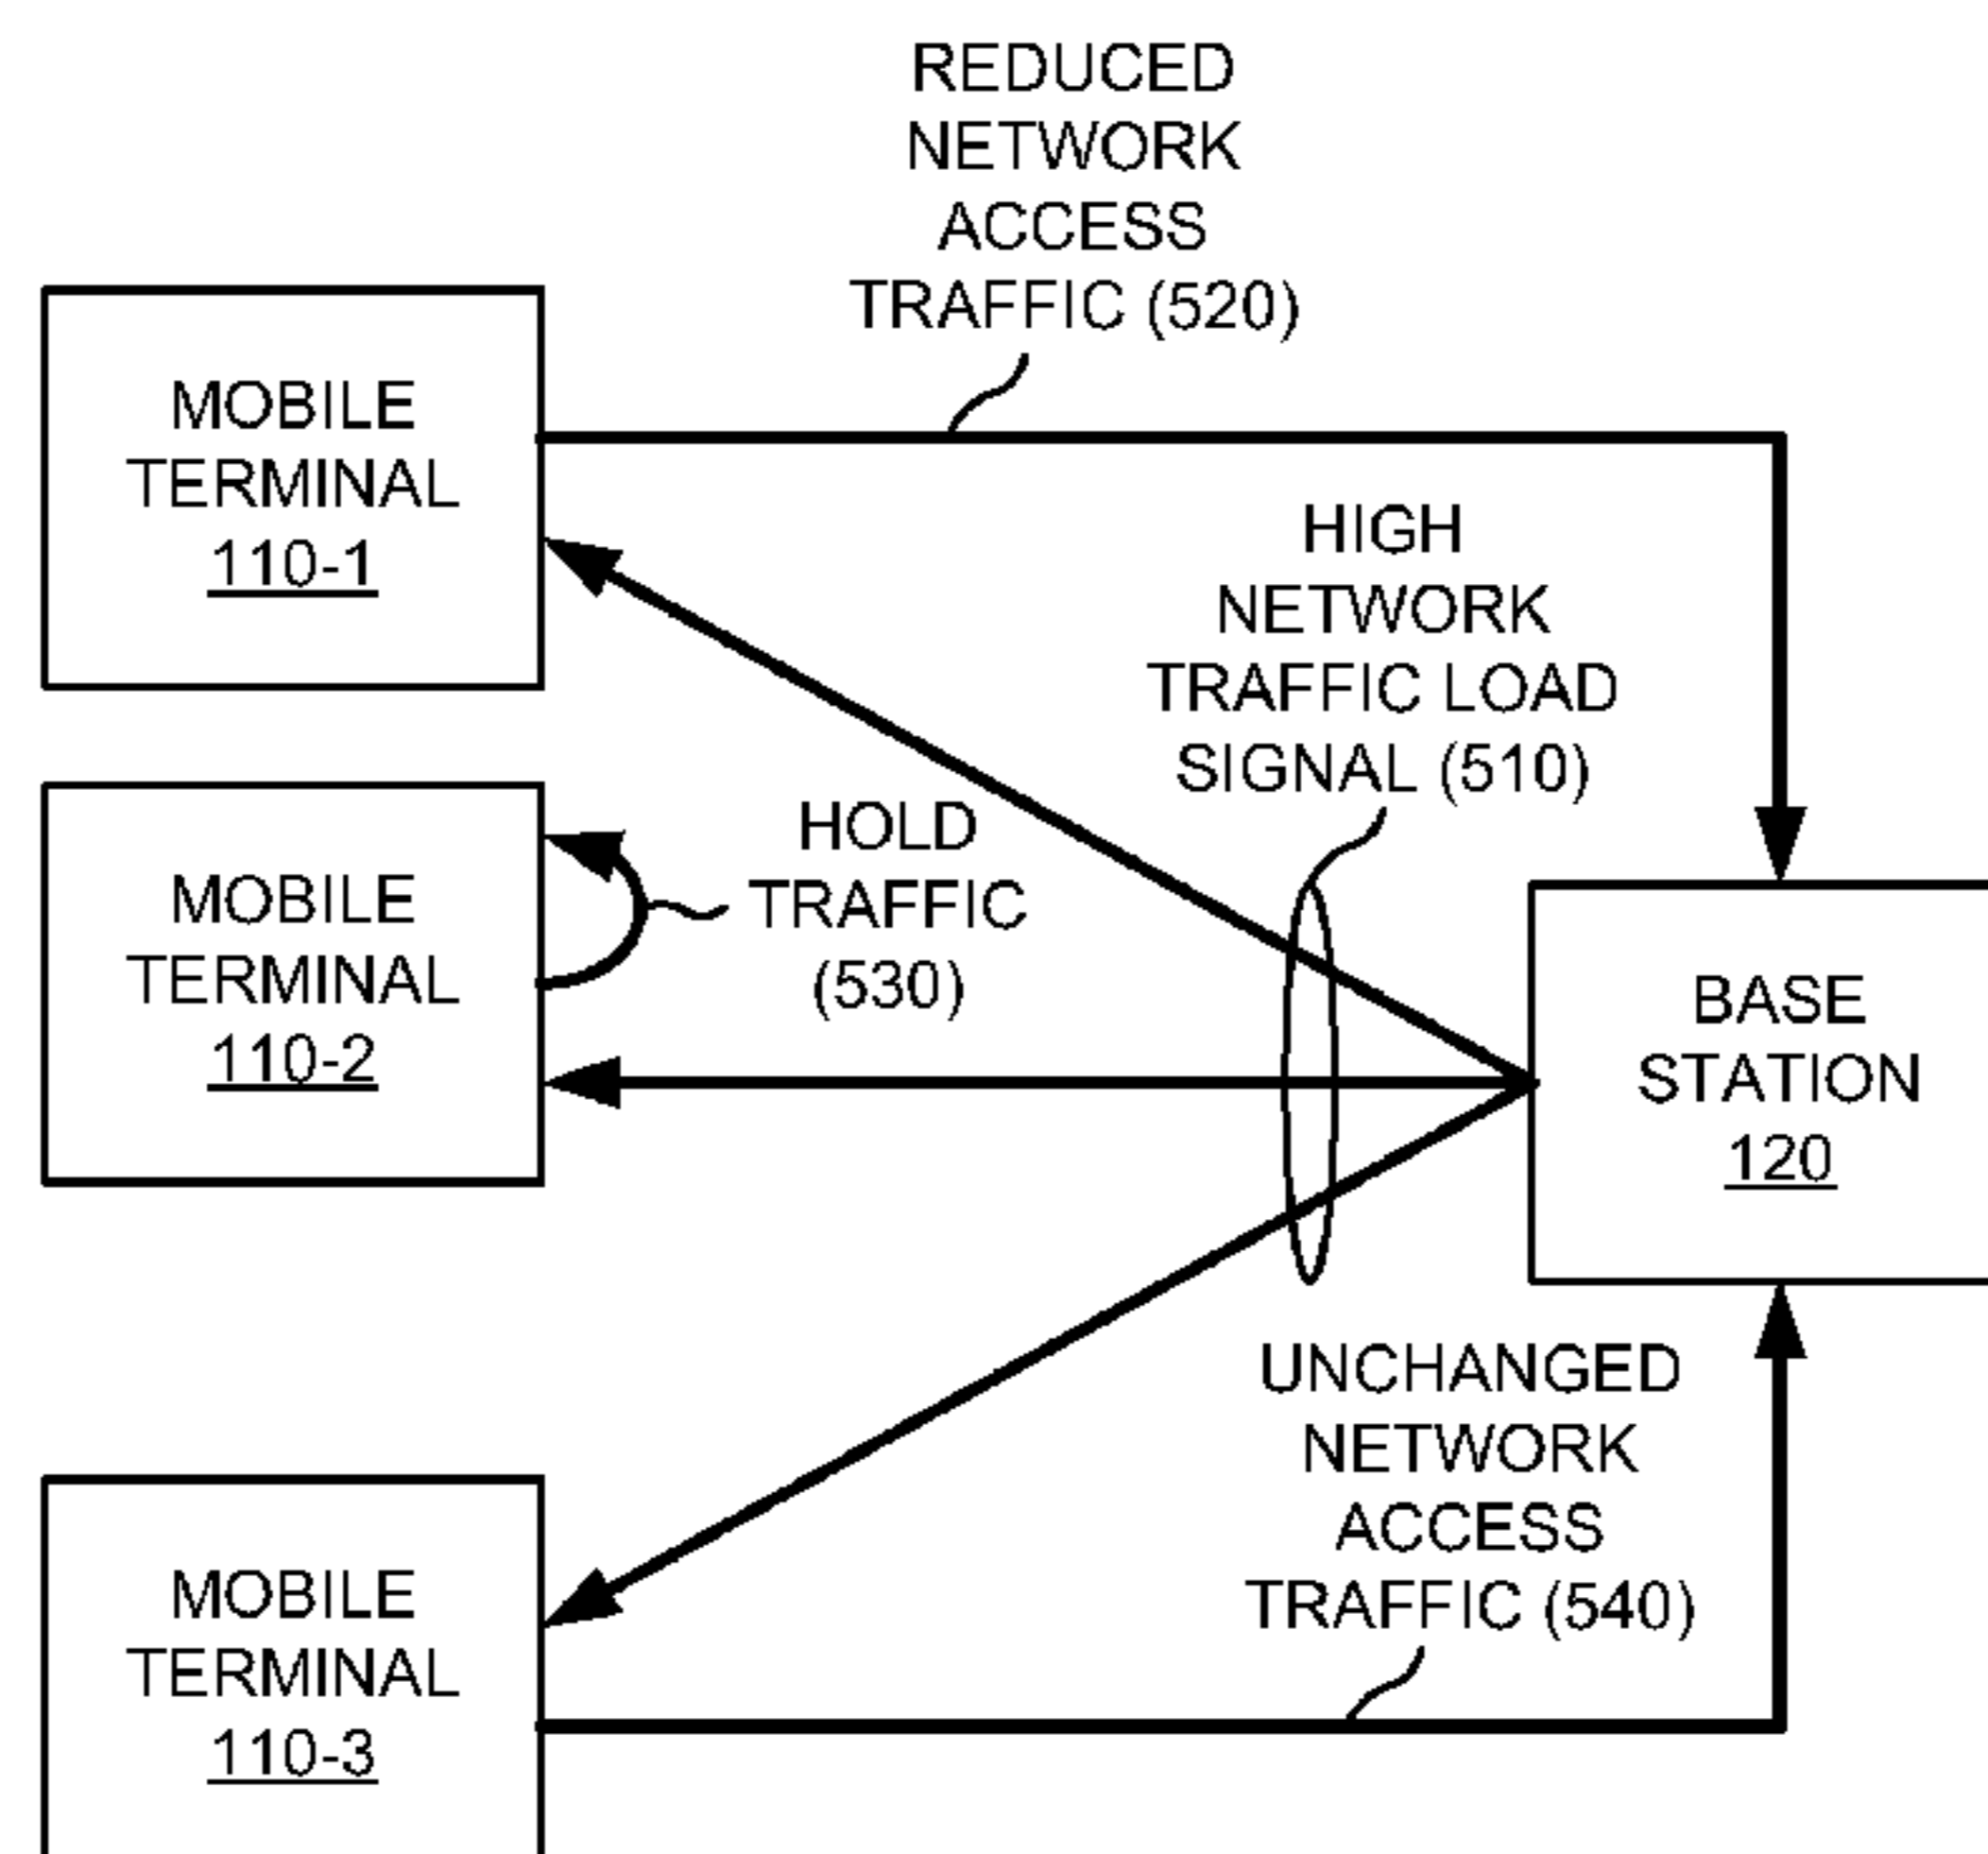 REDUCED
NETWORK
ACCESS
TRAFFIC (520)
MOBILE
TERMINAL
110-1
HIGH
NETWORK
TRAFFIC LOAD
SIGNAL (510)
HOLD
TRAFFIC
(530)
MOBILE
TERMINAL
110-2
BASE
STATION
120
UNCHANGED
NETWORK
ACCESS
TRAFFIC (540)
MOBILE
TERMINAL
110-3